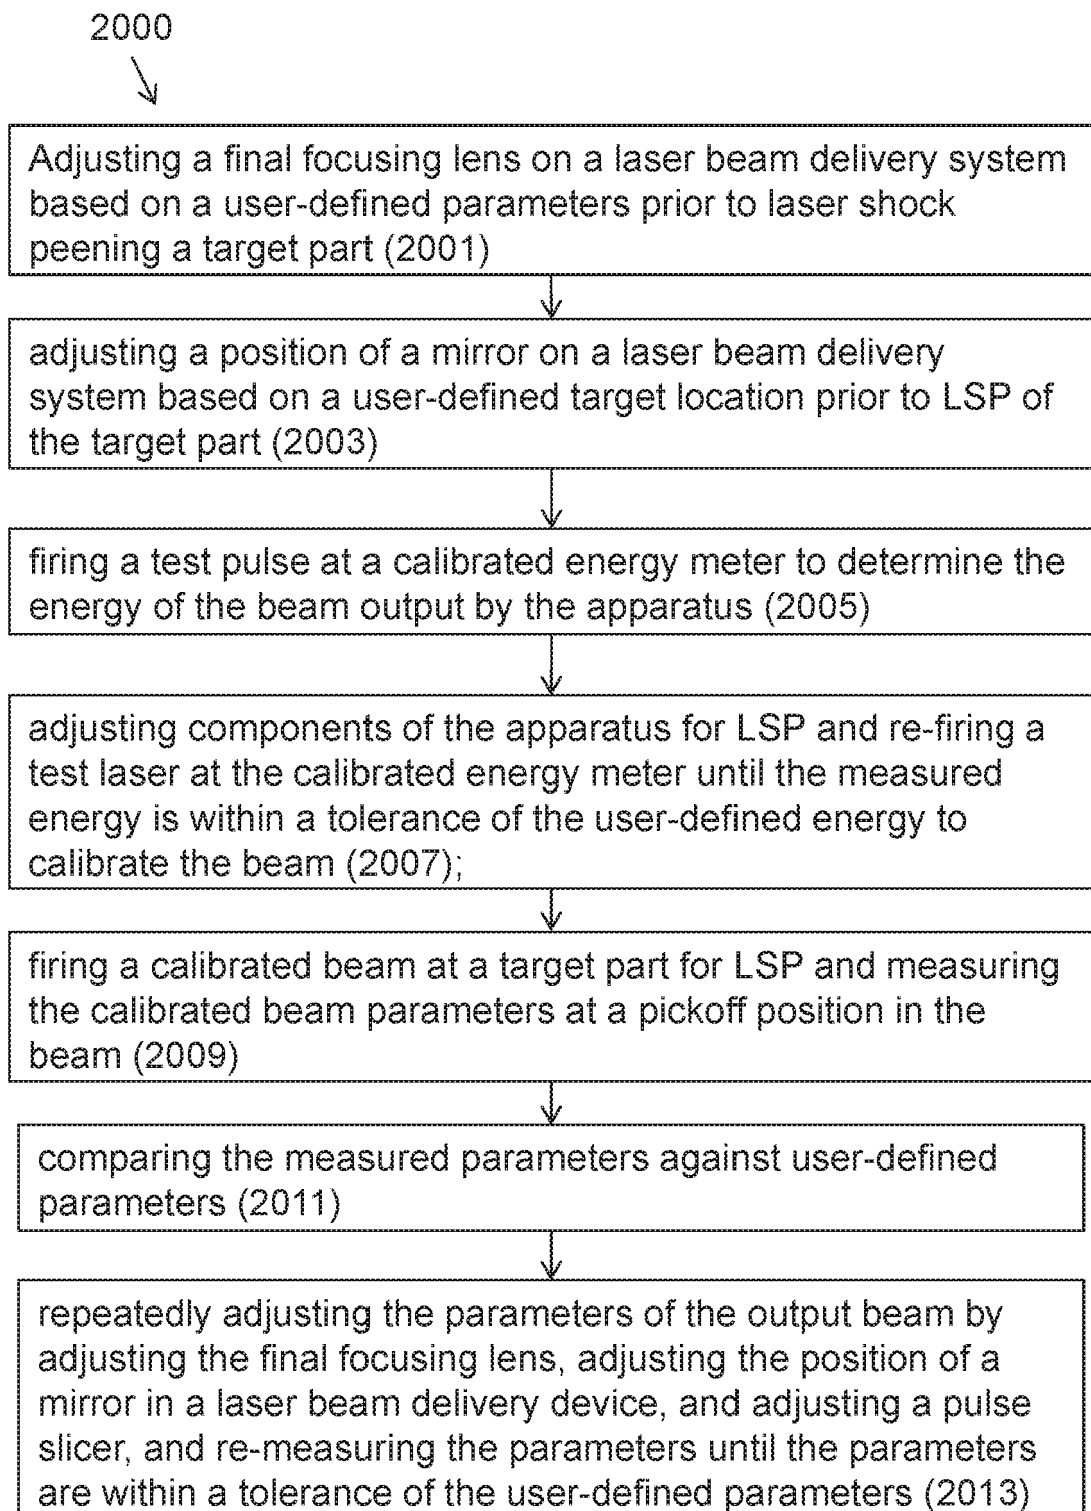 2000
Adjusting a final focusing lens on a laser beam delivery system
based on a user-defined parameters prior to laser shock
peening a target part (2001)
adjusting a position of a mirror on a laser beam delivery
system based on a user-defined target location prior to LSP of
the target part (2003)
firing a test pulse at a calibrated energy meter to determine the
energy of the beam output by the apparatus (2005)
adjusting components of the apparatus for LSP and re-firing a
test laser at the calibrated energy meter until the measured
energy is within a tolerance of the user-defined energy to
calibrate the beam (2007);
firing a calibrated beam at a target part for LSP and measuring
the calibrated beam parameters at a pickoff position in the
beam (2009)
comparing the measured parameters against user-defined
parameters (2011)
repeatedly adjusting the parameters of the output beam by
adjusting the final focusing lens, adjusting the position of a
mirror in a laser beam delivery device, and adjusting a pulse
slicer, and re-measuring the parameters until the parameters
are within a tolerance of the user-defined parameters (2013)